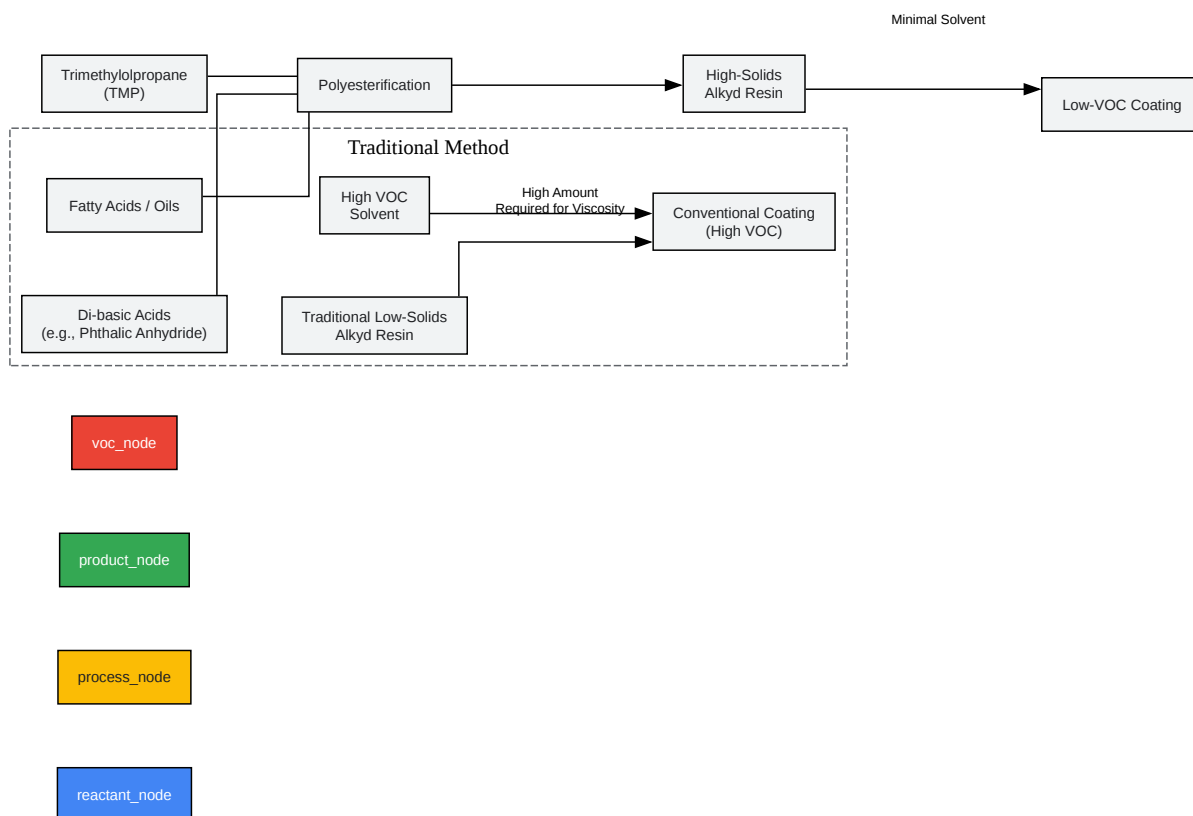 Minimal Solvent
Trimethylolpropane
(TMP)
Polyesterification
High-Solids
Alkyd Resin
Low-VOC Coating
Traditional Method
Fatty Acids / Oils
High VOC
Solvent
High Amount
Required for Viscosity
Conventional Coating
(High VOC)
Di-basic Acids
(e.g., Phthalic Anhydride)
Traditional Low-Solids
Alkyd Resin
voc_node
product_node
process_node
reactant_node